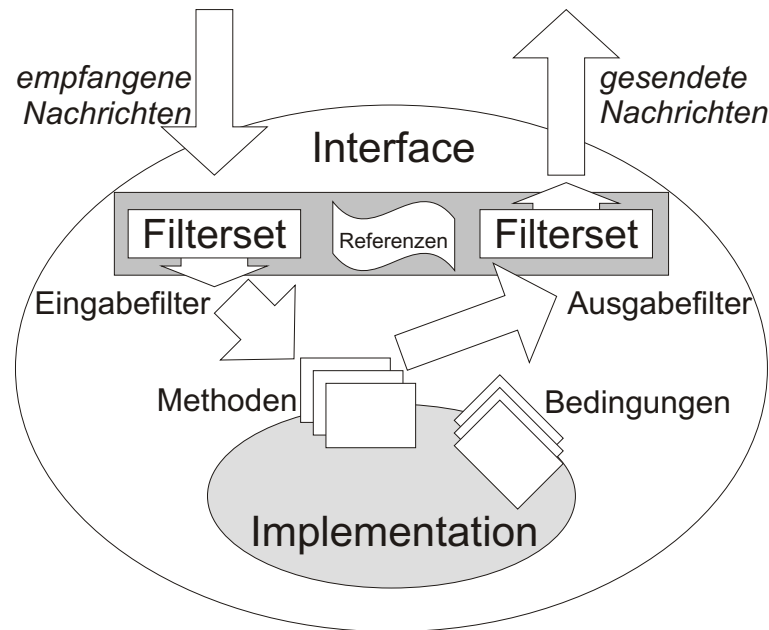 empfangene
Nachrichten
gesendete
Nachrichten
Interface
Filterset
Referenzen
Filterset
Eingabefilter
Ausgabefilter
Methoden
Bedingungen
Implementation